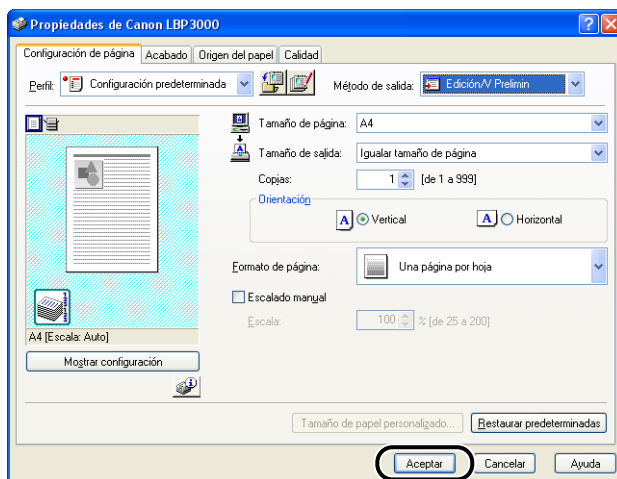 Propiedades de Canon LBP3000
Configuración de página Acabado Origen del papel Calidad
Perfil: Configuración predeterminada Método de salida: Edición/V Prelimin
Tamaño de página: A4
Tamaño de salida: Igualar tamaño de página
Copias: 1 [de 1 a 999]
Orientación
A Vertical A Horizontal
Formato de página: Una página por hoja
Escalado manual
Escala: 100 % [de 25 a 200]
A4 [Escala: Auto]
Mostrar configuración
Tamaño de papel personalizado... Restaurar predeterminadas
Aceptar Cancelar Ayuda